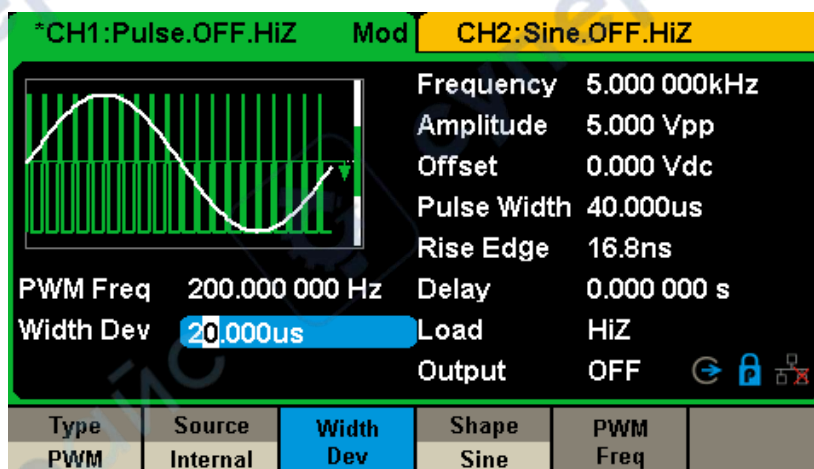 *CH1:Pulse.OFF.HiZ Mod CH2:Sine.OFF.HiZ
Frequency 5.000 000kHz
Amplitude 5.000 Vpp
Offset 0.000 Vdc
Pulse Width 40.000us
Rise Edge 16.8ns
PWM Freq 200.000 000 Hz Delay 0.000 000 s
Width Dev 20.000us Load HiZ
Output OFF
Type Source Width Shape PWM
PWM Internal Dev Sine Freq